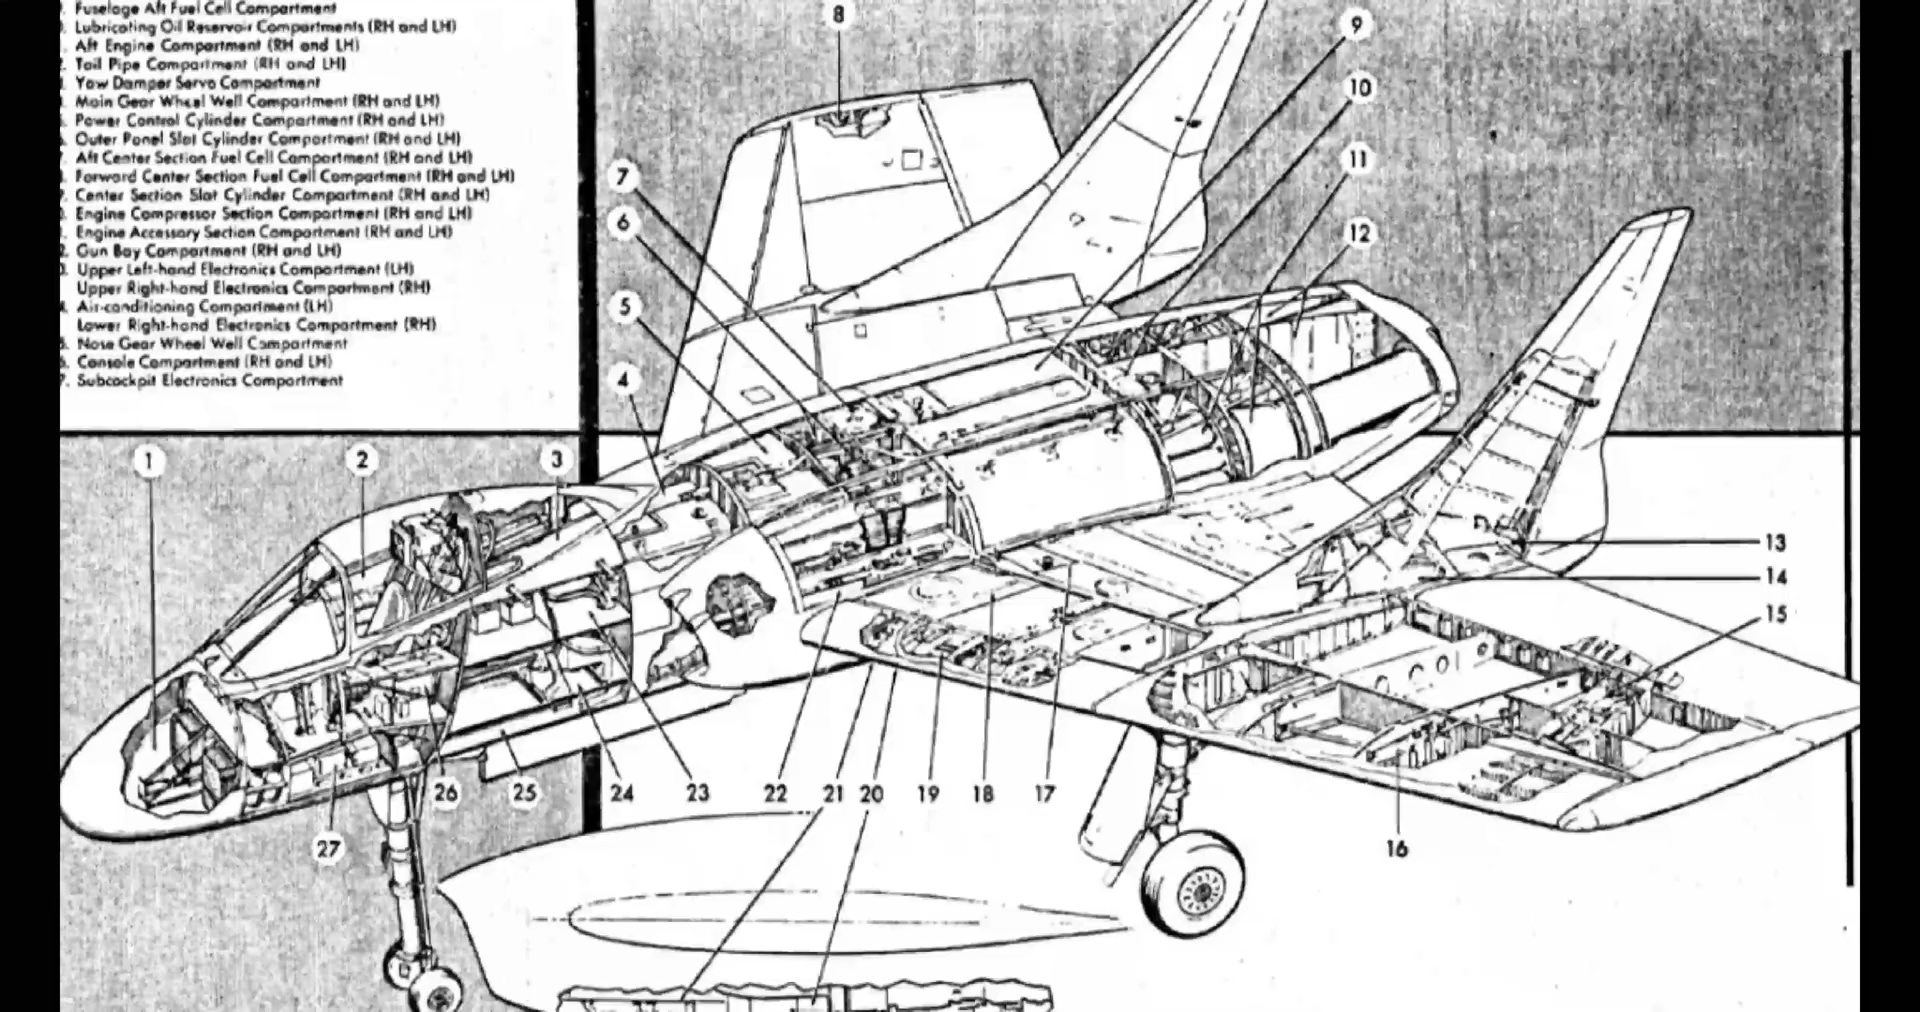 Fuselage Aft Fuel Cell Compartment
Lubricating Oil Reservoir Compartments (RH and LH)
Aft Engine Compartment (RH and LH)
Tail Pipe Compartment (RH and LH)
Yaw Damper Servo Compartment
Main Gear Wheel Well Compartment (RH and LH)
Power Control Cylinder Compartment (RH and LH)
Outer Panel Slat Cylinder Compartment (RH and LH)
Aft Center Section Fuel Cell Compartment (RH and LH)
Forward Center Section Fuel Cell Compartment (RH and LH)
Center Section Slat Cylinder Compartment (RH and LH)
Engine Compressor Section Compartment (RH and LH)
Engine Accessory Section Compartment (RH and LH)
Gun Bay Compartment (RH and LH)
Upper Left-hand Electronics Compartment (LH)
Upper Right-hand Electronics Compartment (RH)
Air-conditioning Compartment (LH)
Lower Right-hand Electronics Compartment (RH)
Nose Gear Wheel Well Compartment
Console Compartment (RH and LH)
7. Subcockpit Electronics Compartment
8
9
10
11
12
7
6
5
4
1
2
3
13
14
15
26
25
24
23
22
21
20
19
18
17
27
16